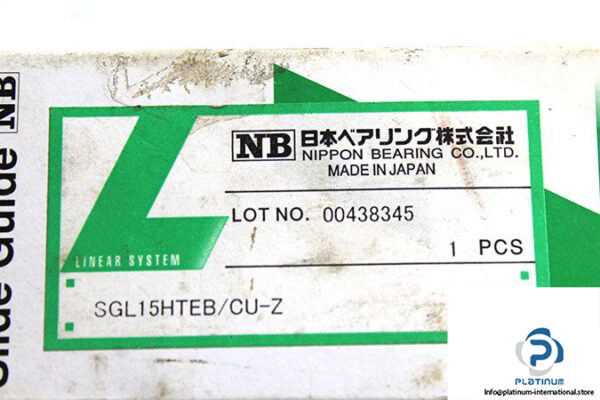 Slide Guide NB
NB 日本ベアリング株式会社
NIPPON BEARING CO.,LTD.
MADE IN JAPAN
LOT NO. 00438345
1 PCS
LINEAR SYSTEM
SGL15HTEB/CU-Z
PLATINUM
Info@platinum-international.store